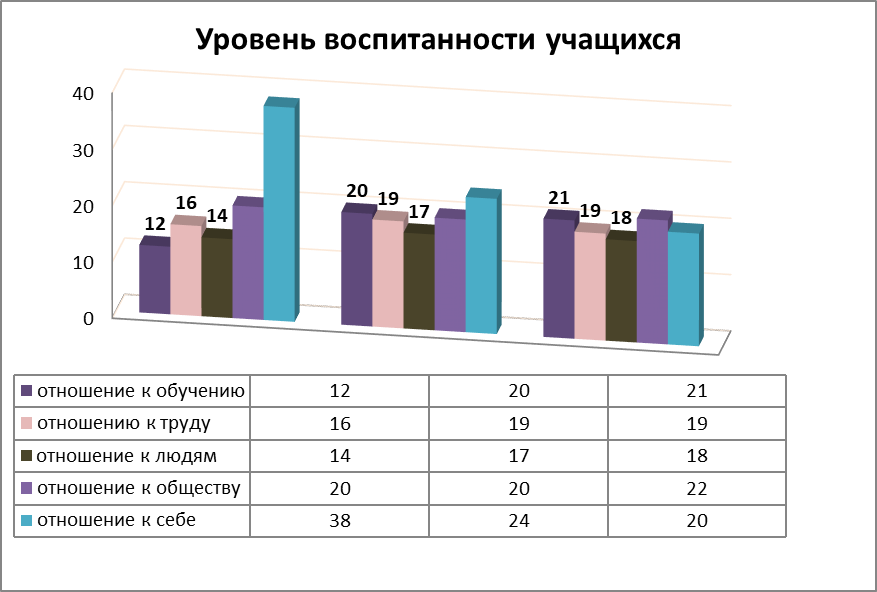 Уровень воспитанности учащихся
40
30
20
10
0
12 16 14
20 19 17
21 19 18
отношение к обучению 12 20 21
отношению к труду 16 19 19
отношение к людям 14 17 18
отношение к обществу 20 20 22
отношение к себе 38 24 20